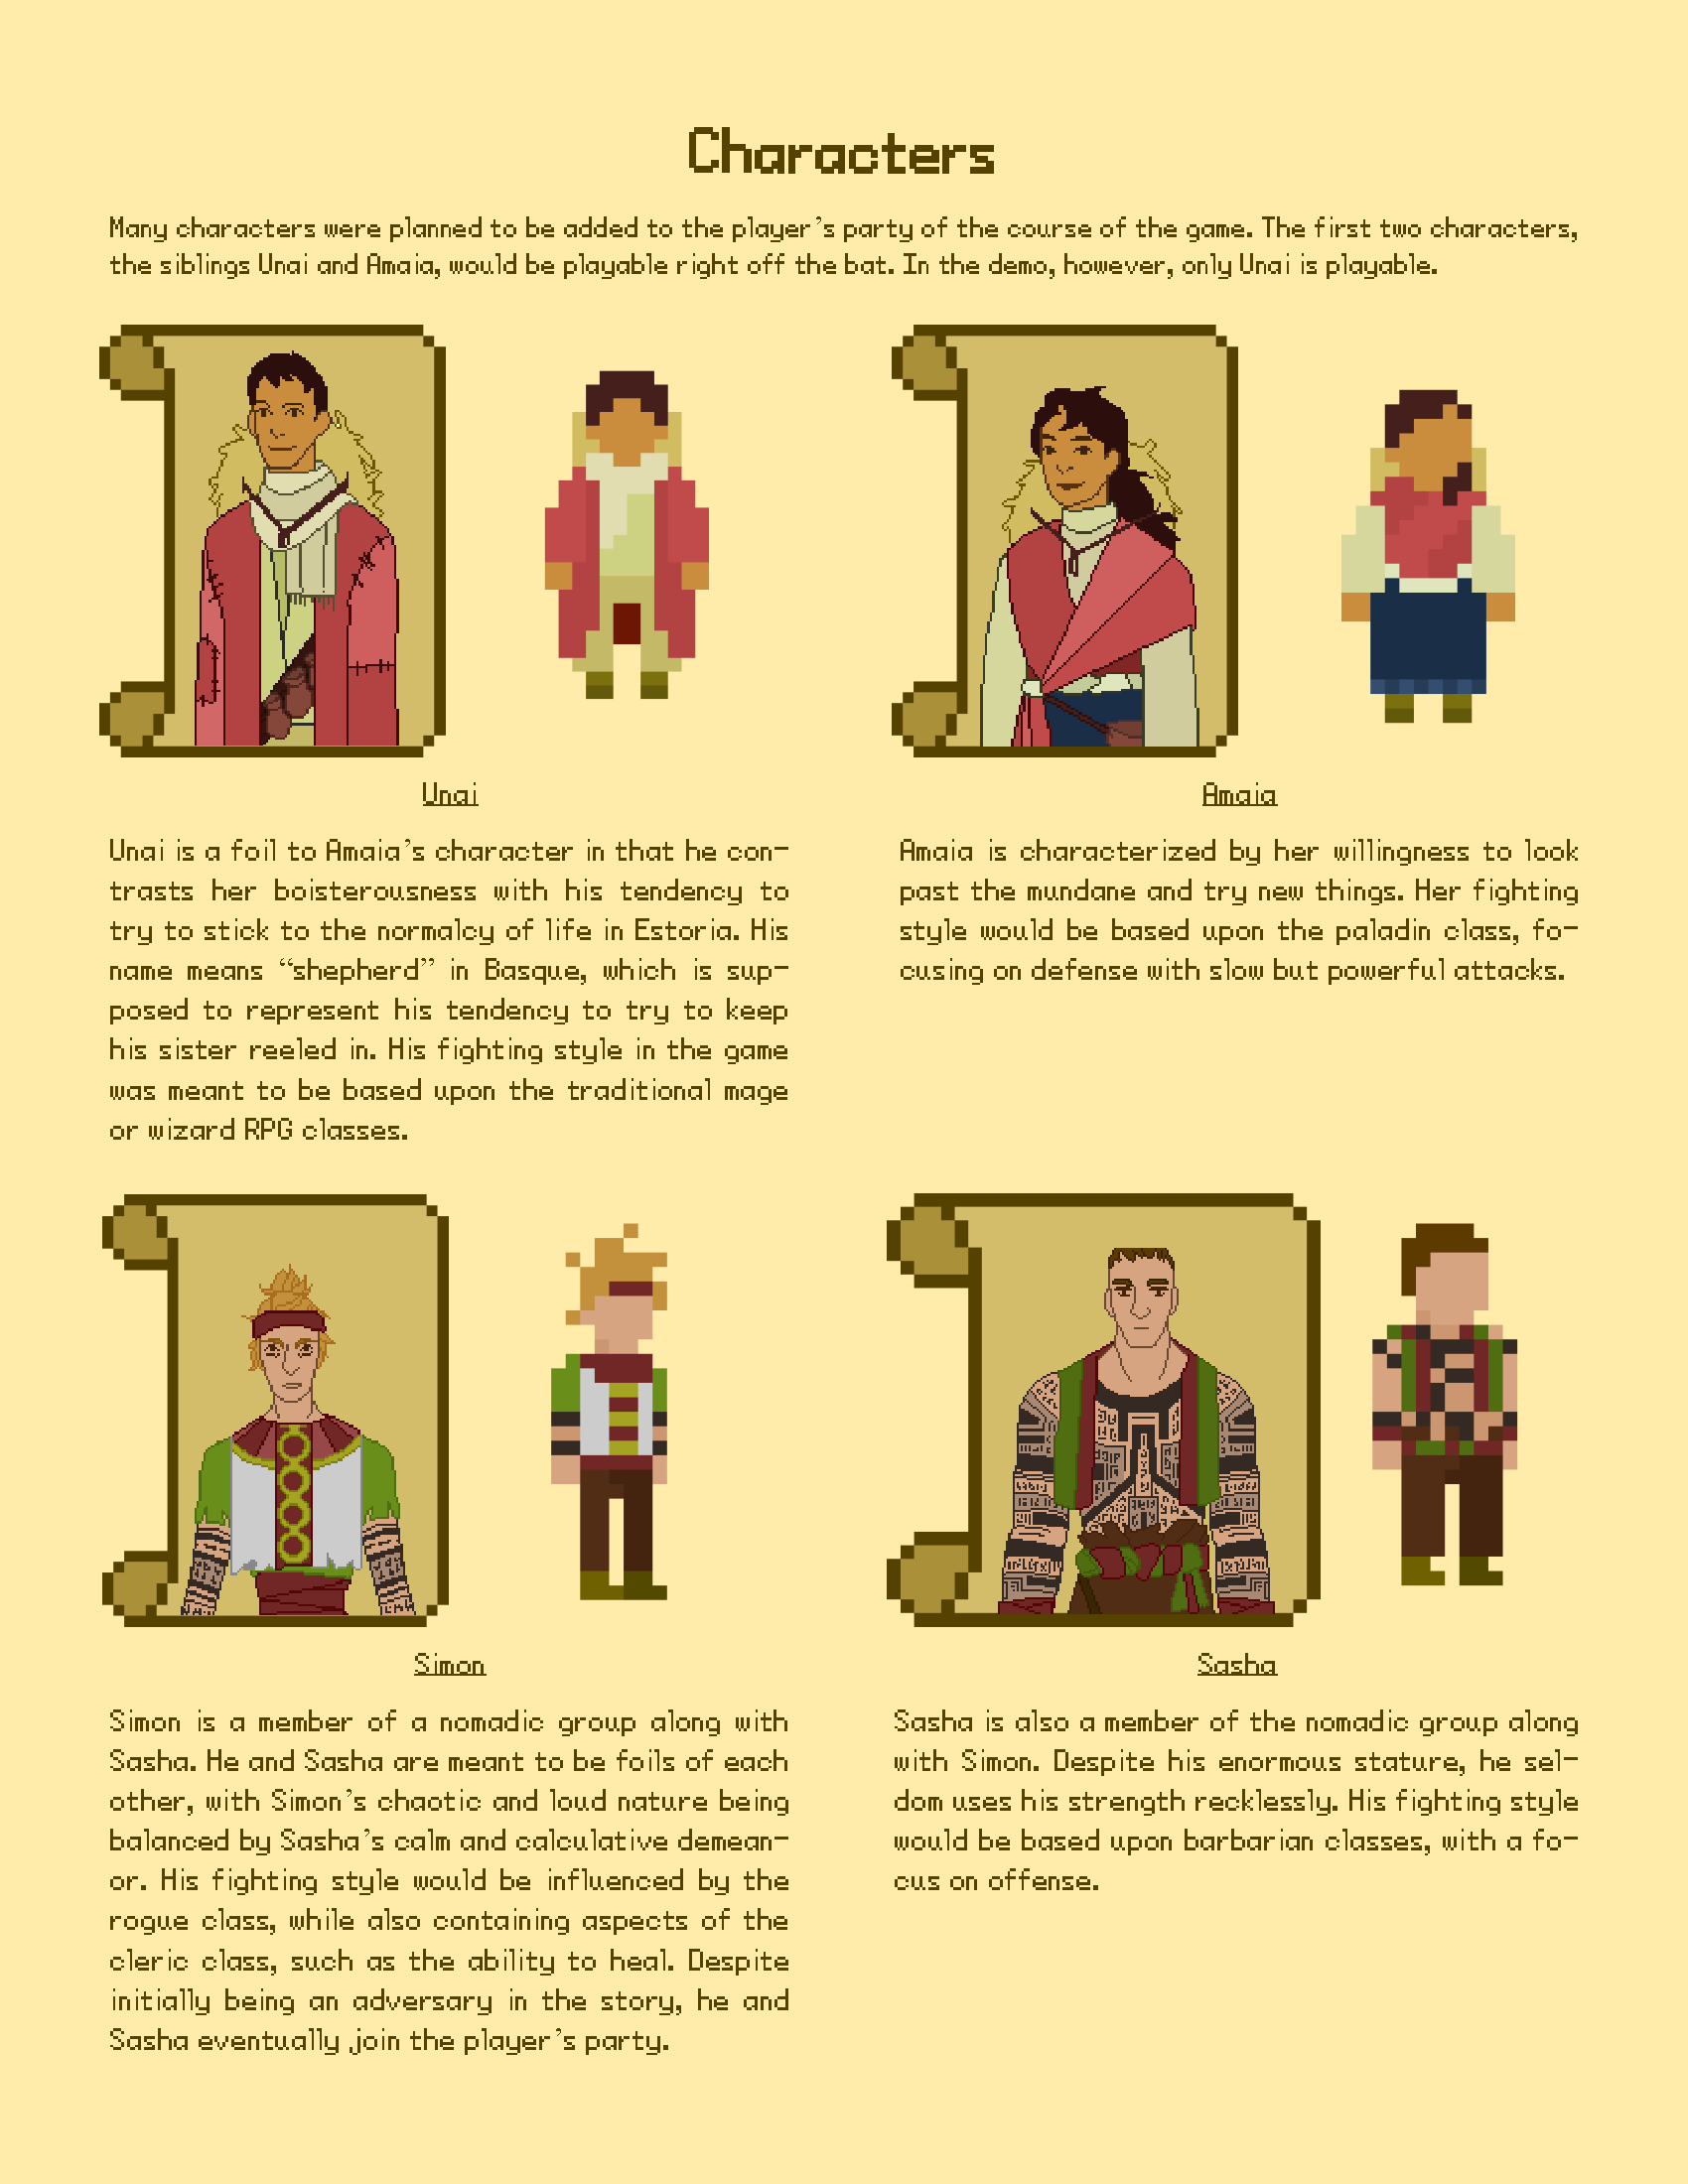 Characters
Many characters were planned to be added to the player’s party of the course of the game. The first two characters,
the siblings Unai and Amaia, would be playable right off the bat. In the demo, however, only Unai is playable.
Unai
Unai is a foil to Amaia’s character in that he con-
trasts her boisterousness with his tendency to
try to stick to the normalcy of life in Estoria. His
name means “shepherd” in Basque, which is sup-
posed to represent his tendency to try to keep
his sister reeled in. His fighting style in the game
was meant to be based upon the traditional mage
or wizard RPG classes.
Amaia
Amaia is characterized by her willingness to look
past the mundane and try new things. Her fighting
style would be based upon the paladin class, fo-
cusing on defense with slow but powerful attacks.
Simon
Simon is a member of a nomadic group along with
Sasha. He and Sasha are meant to be foils of each
other, with Simon’s chaotic and loud nature being
balanced by Sasha’s calm and calculative demean-
or. His fighting style would be influenced by the
rogue class, while also containing aspects of the
cleric class, such as the ability to heal. Despite
initially being an adversary in the story, he and
Sasha eventually join the player’s party.
Sasha
Sasha is also a member of the nomadic group along
with Simon. Despite his enormous stature, he sel-
dom uses his strength recklessly. His fighting style
would be based upon barbarian classes, with a fo-
cus on offense.